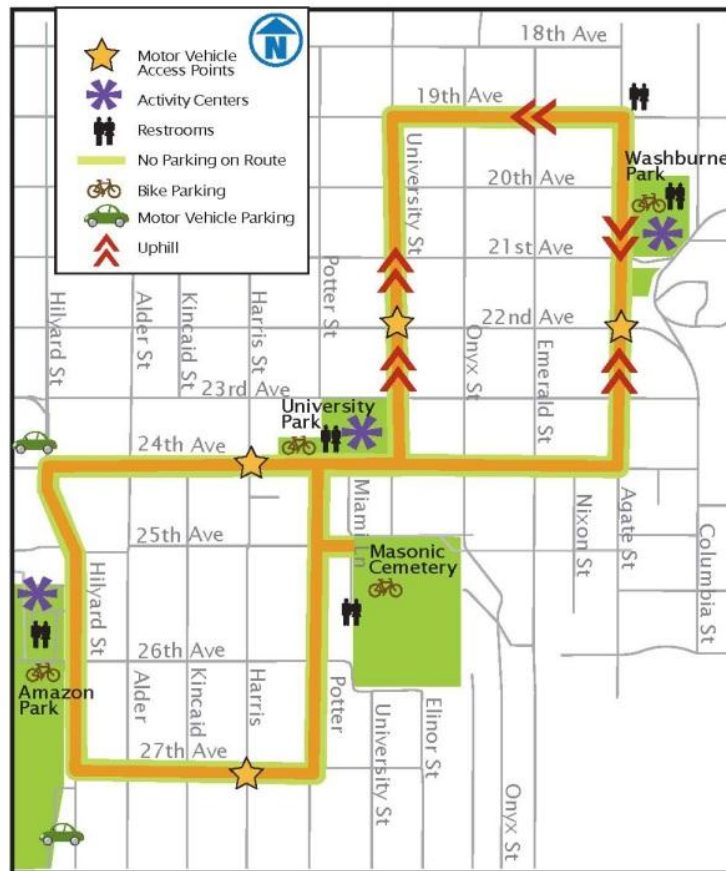 N
Motor Vehicle
Access Points
Activity Centers
Restrooms
No Parking on Route
Bike Parking
Motor Vehicle Parking
Uphill
18th Ave
19th Ave
University St
Washburne
Park
20th Ave
21st Ave
Hilyard St
Alder St
Kincaid St
Harris St
Potter St
22nd Ave
Onyx St
Emerald St
23rd Ave
University
Park
24th Ave
Miami Ln
Nixon St
Agate St
Columbia St
25th Ave
Masonic
Cemetery
Hilyard St
26th Ave
Amazon
Park
Alder
Kincaid
Harris
Potter
University St
Elinor St
27th Ave
Onyx St